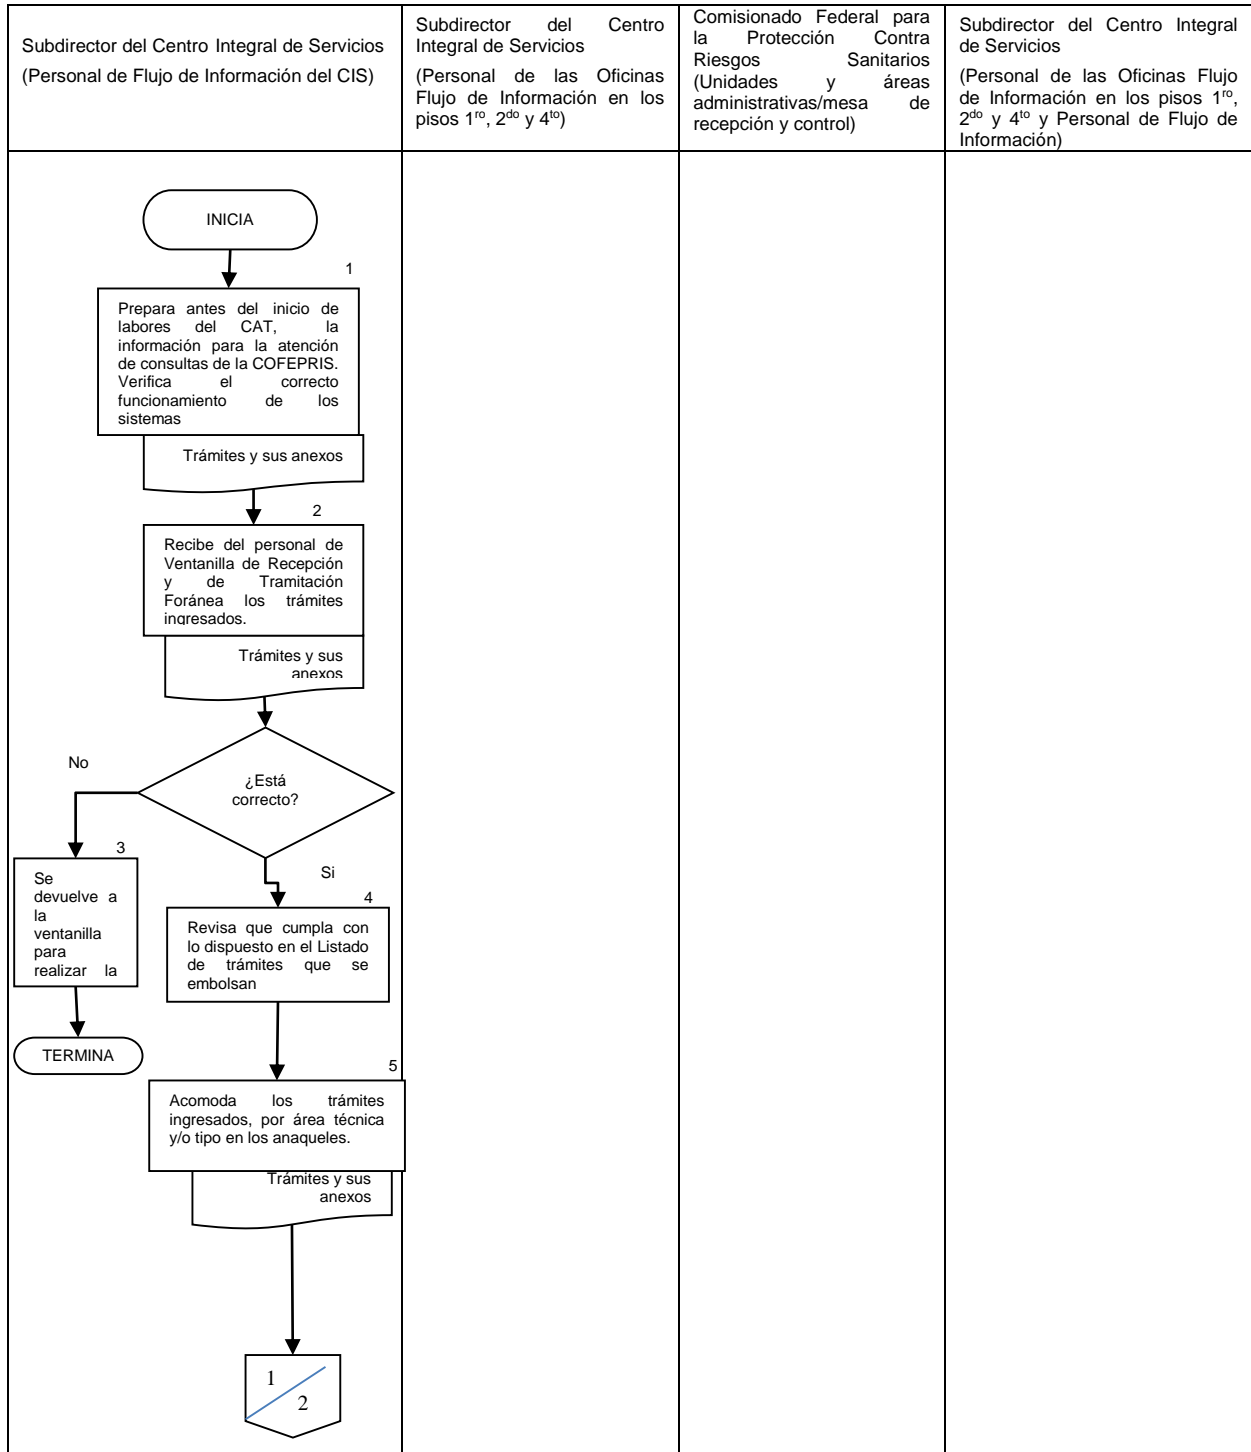 Subdirector del Centro Integral de Servicios
(Personal de Flujo de Información del CIS)
Subdirector del Centro
Integral de Servicios
(Personal de las Oficinas
Flujo de Información en los
pisos 1ro, 2do y 4to)
Comisionado Federal para
la Protección Contra
Riesgos Sanitarios
(Unidades y áreas
administrativas/mesa de
recepción y control)
Subdirector del Centro Integral
de Servicios
(Personal de las Oficinas Flujo
de Información en los pisos 1ro,
2do y 4to y Personal de Flujo de
Información)
INICIA
1
Prepara antes del inicio de
labores del CAT, la
información para la atención
de consultas de la COFEPRIS.
Verifica el correcto
funcionamiento de los
sistemas
Trámites y sus anexos
2
Recibe del personal de
Ventanilla de Recepción
y de Tramitación
Foránea los trámites
ingresados.
Trámites y sus
anexos
¿Está
correcto?
No
3
Se
devuelve a
la
ventanilla
para
realizar la
TERMINA
Si
4
Revisa que cumpla con
lo dispuesto en el Listado
de trámites que se
embolsan
5
Acomoda los trámites
ingresados, por área técnica
y/o tipo en los anaqueles.
Trámites y sus
anexos
1
2